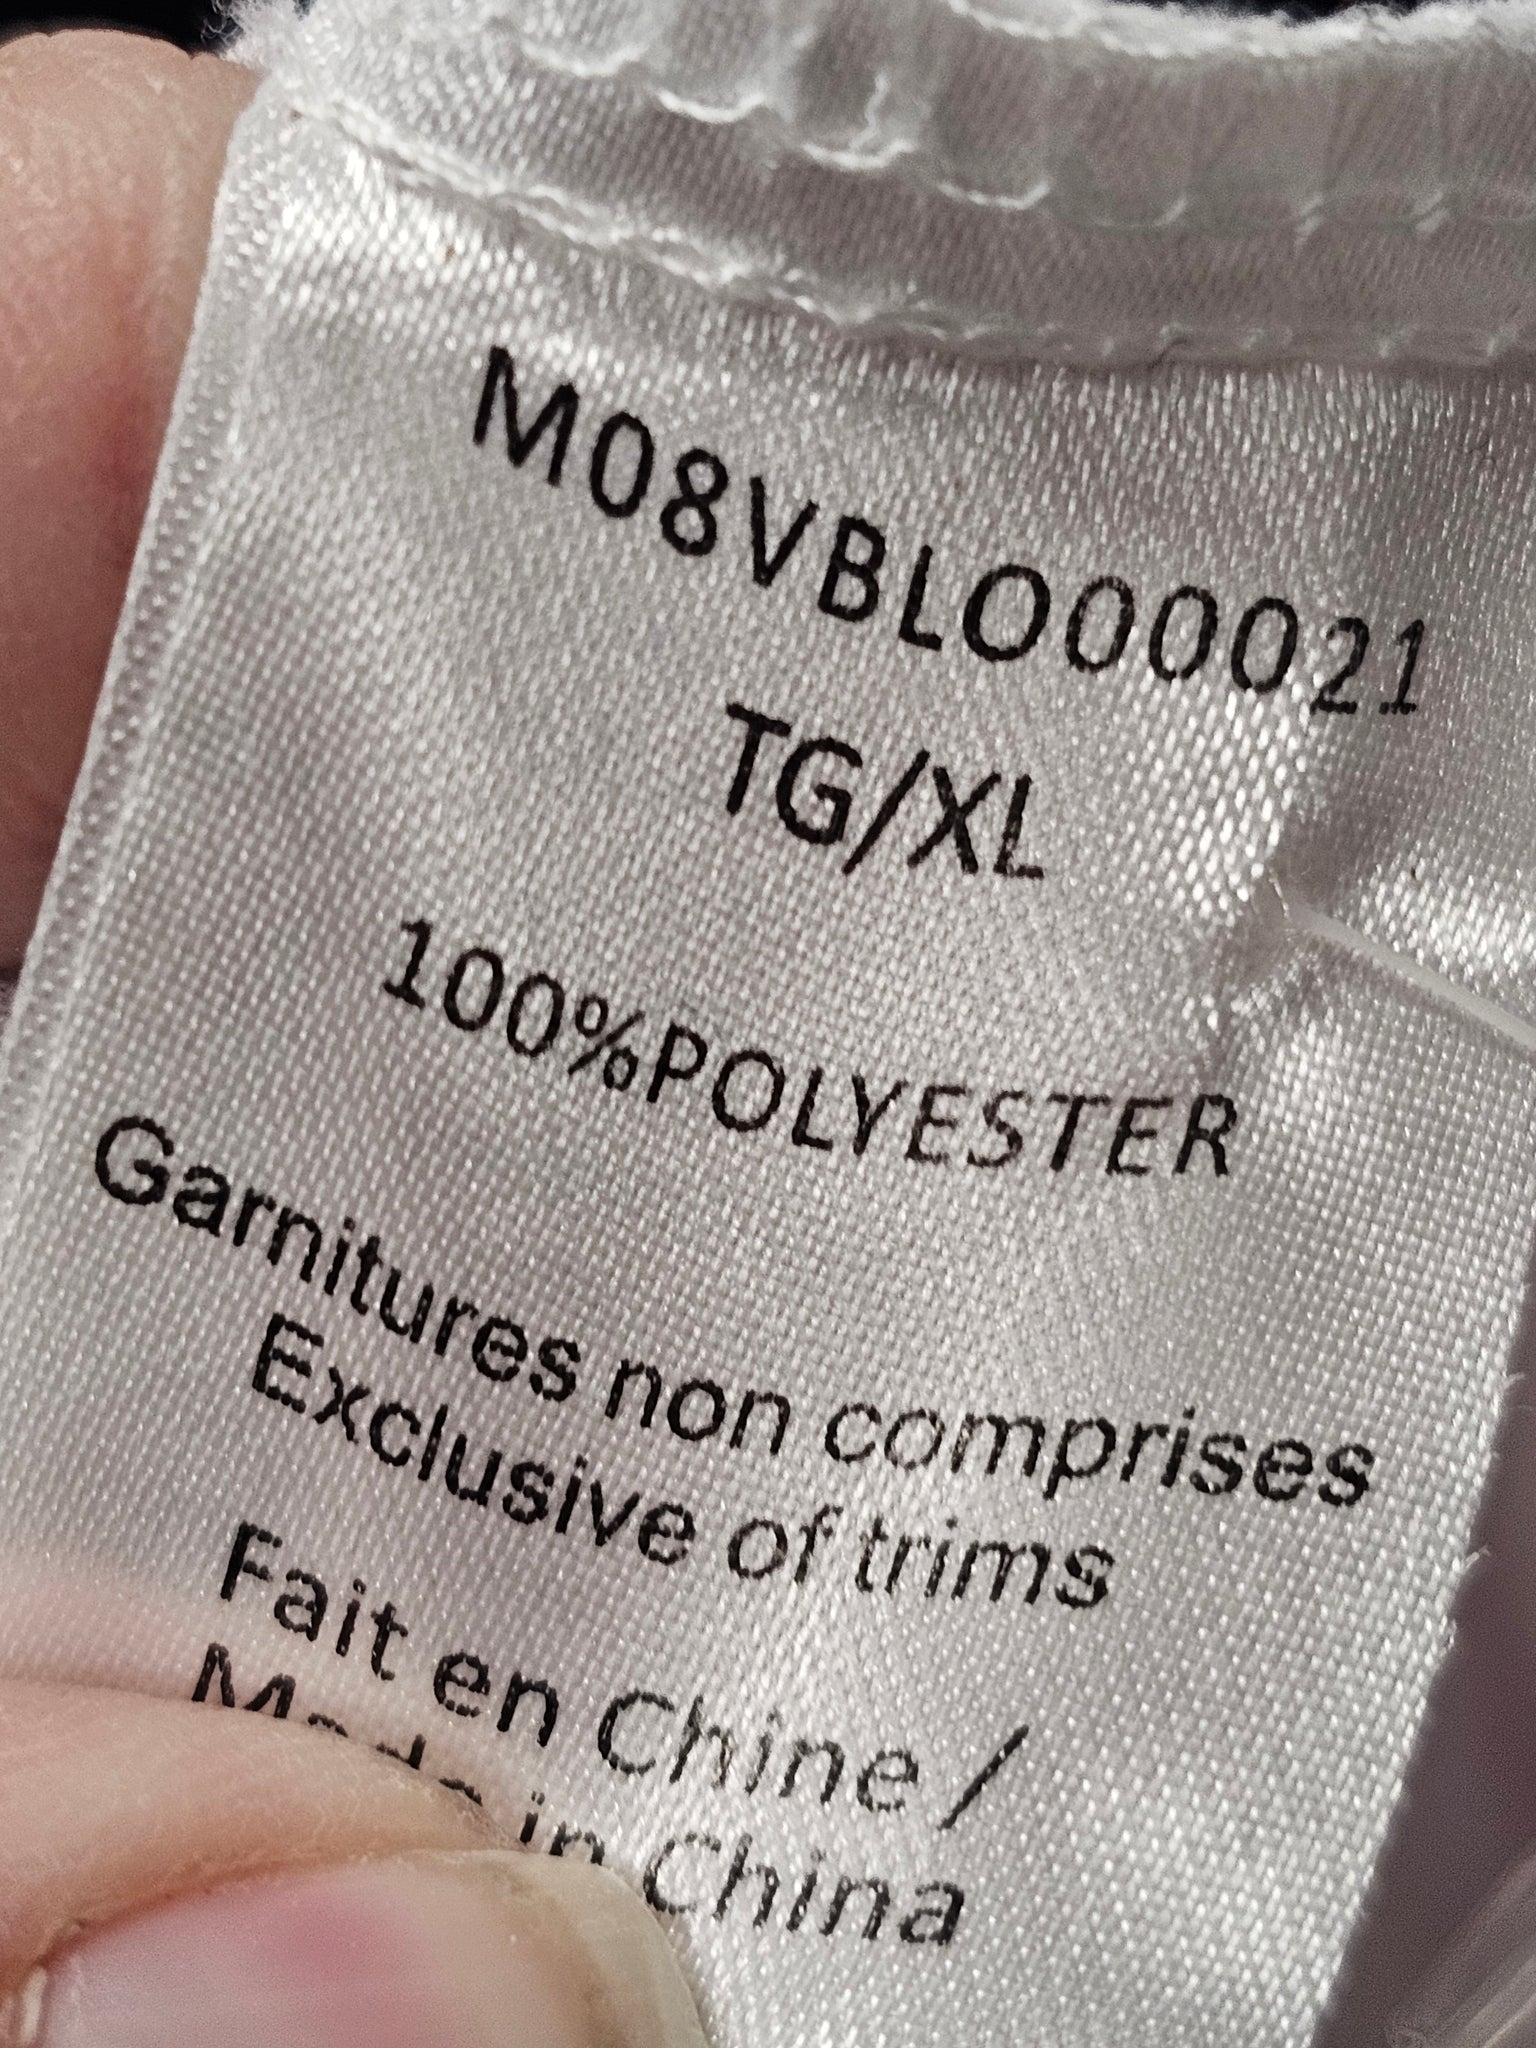 M08VBLO00021
TG/XL
100%POLYESTER
Garnitures non comprises
Exclusive of trims
Fait en Chine /
Made in China